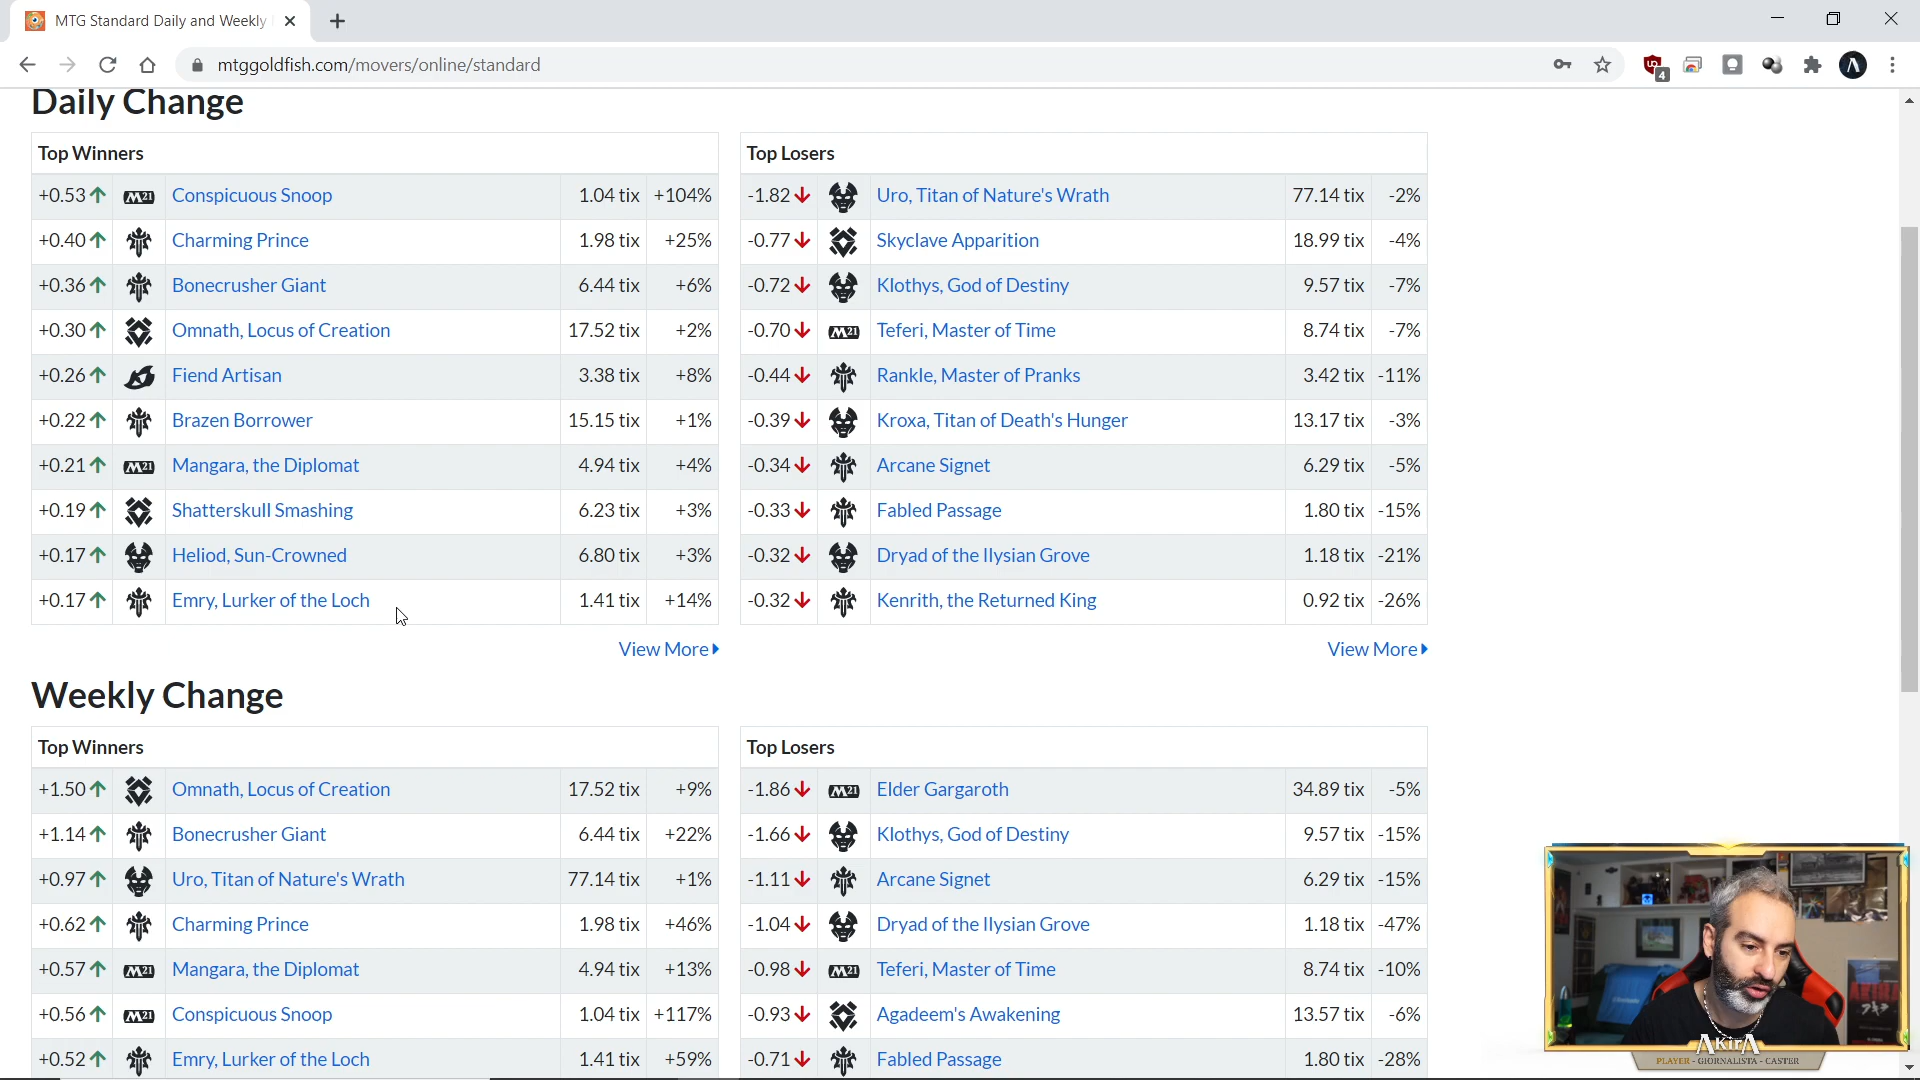 MTG Standard Daily and Weekly
mtggoldfish.com/movers/online/standard
4
Daily Change
Top Winners
+0.53 M21 Conspicuous Snoop 1.04 tix +104%
+0.40 Charming Prince 1.98 tix +25%
+0.36 Bonecrusher Giant 6.44 tix +6%
+0.30 Omnath, Locus of Creation 17.52 tix +2%
+0.26 Fiend Artisan 3.38 tix +8%
+0.22 Brazen Borrower 15.15 tix +1%
+0.21 M21 Mangara, the Diplomat 4.94 tix +4%
+0.19 Shatterskull Smashing 6.23 tix +3%
+0.17 Heliod, Sun-Crowned 6.80 tix +3%
+0.17 Emry, Lurker of the Loch 1.41 tix +14%
View More
Top Losers
-1.82 Uro, Titan of Nature's Wrath 77.14 tix -2%
-0.77 Skyclave Apparition 18.99 tix -4%
-0.72 Klothys, God of Destiny 9.57 tix -7%
-0.70 M21 Teferi, Master of Time 8.74 tix -7%
-0.44 Rankle, Master of Pranks 3.42 tix -11%
-0.39 Kroxa, Titan of Death's Hunger 13.17 tix -3%
-0.34 Arcane Signet 6.29 tix -5%
-0.33 Fabled Passage 1.80 tix -15%
-0.32 Dryad of the Ilysian Grove 1.18 tix -21%
-0.32 Kenrith, the Returned King 0.92 tix -26%
View More
Weekly Change
Top Winners
+1.50 Omnath, Locus of Creation 17.52 tix +9%
+1.14 Bonecrusher Giant 6.44 tix +22%
+0.97 Uro, Titan of Nature's Wrath 77.14 tix +1%
+0.62 Charming Prince 1.98 tix +46%
+0.57 M21 Mangara, the Diplomat 4.94 tix +13%
+0.56 M21 Conspicuous Snoop 1.04 tix +117%
+0.52 Emry, Lurker of the Loch 1.41 tix +59%
Top Losers
-1.86 M21 Elder Gargaroth 34.89 tix -5%
-1.66 Klothys, God of Destiny 9.57 tix -15%
-1.11 Arcane Signet 6.29 tix -15%
-1.04 Dryad of the Ilysian Grove 1.18 tix -47%
-0.98 M21 Teferi, Master of Time 8.74 tix -10%
-0.93 Agadeem's Awakening 13.57 tix -6%
-0.71 Fabled Passage 1.80 tix -28%
AkirA
PLAYER - GIORNALISTA - CASTER